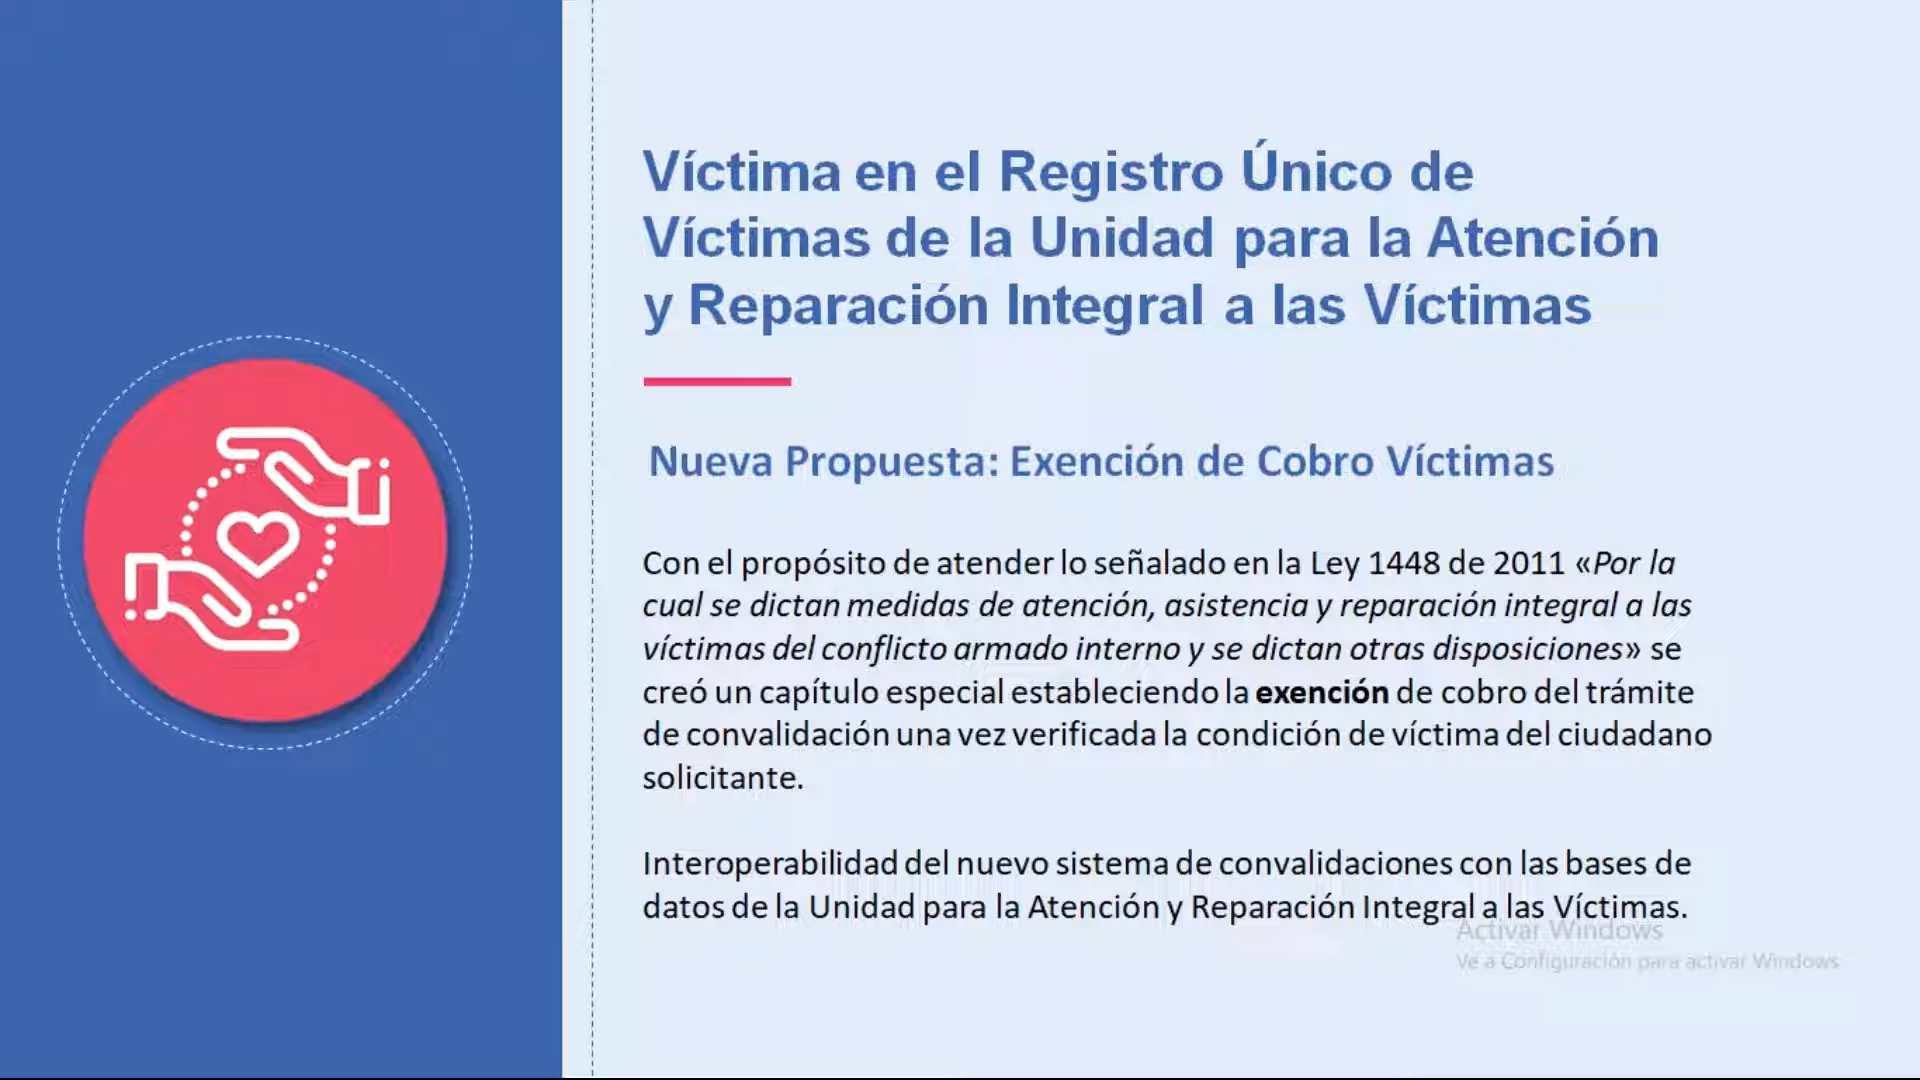 Víctima en el Registro Único de
Víctimas de la Unidad para la Atención
y Reparación Integral a las Víctimas
Nueva Propuesta: Exención de Cobro Víctimas
Con el propósito de atender lo señalado en la Ley 1448 de 2011 «Por la
cual se dictan medidas de atención, asistencia y reparación integral a las
víctimas del conflicto armado interno y se dictan otras disposiciones» se
creó un capítulo especial estableciendo la exención de cobro del trámite
de convalidación una vez verificada la condición de víctima del ciudadano
solicitante.
Interoperabilidad del nuevo sistema de convalidaciones con las bases de
datos de la Unidad para la Atención y Reparación Integral a las Víctimas.
Activar Windows
Ve a Configuración para activar Windows